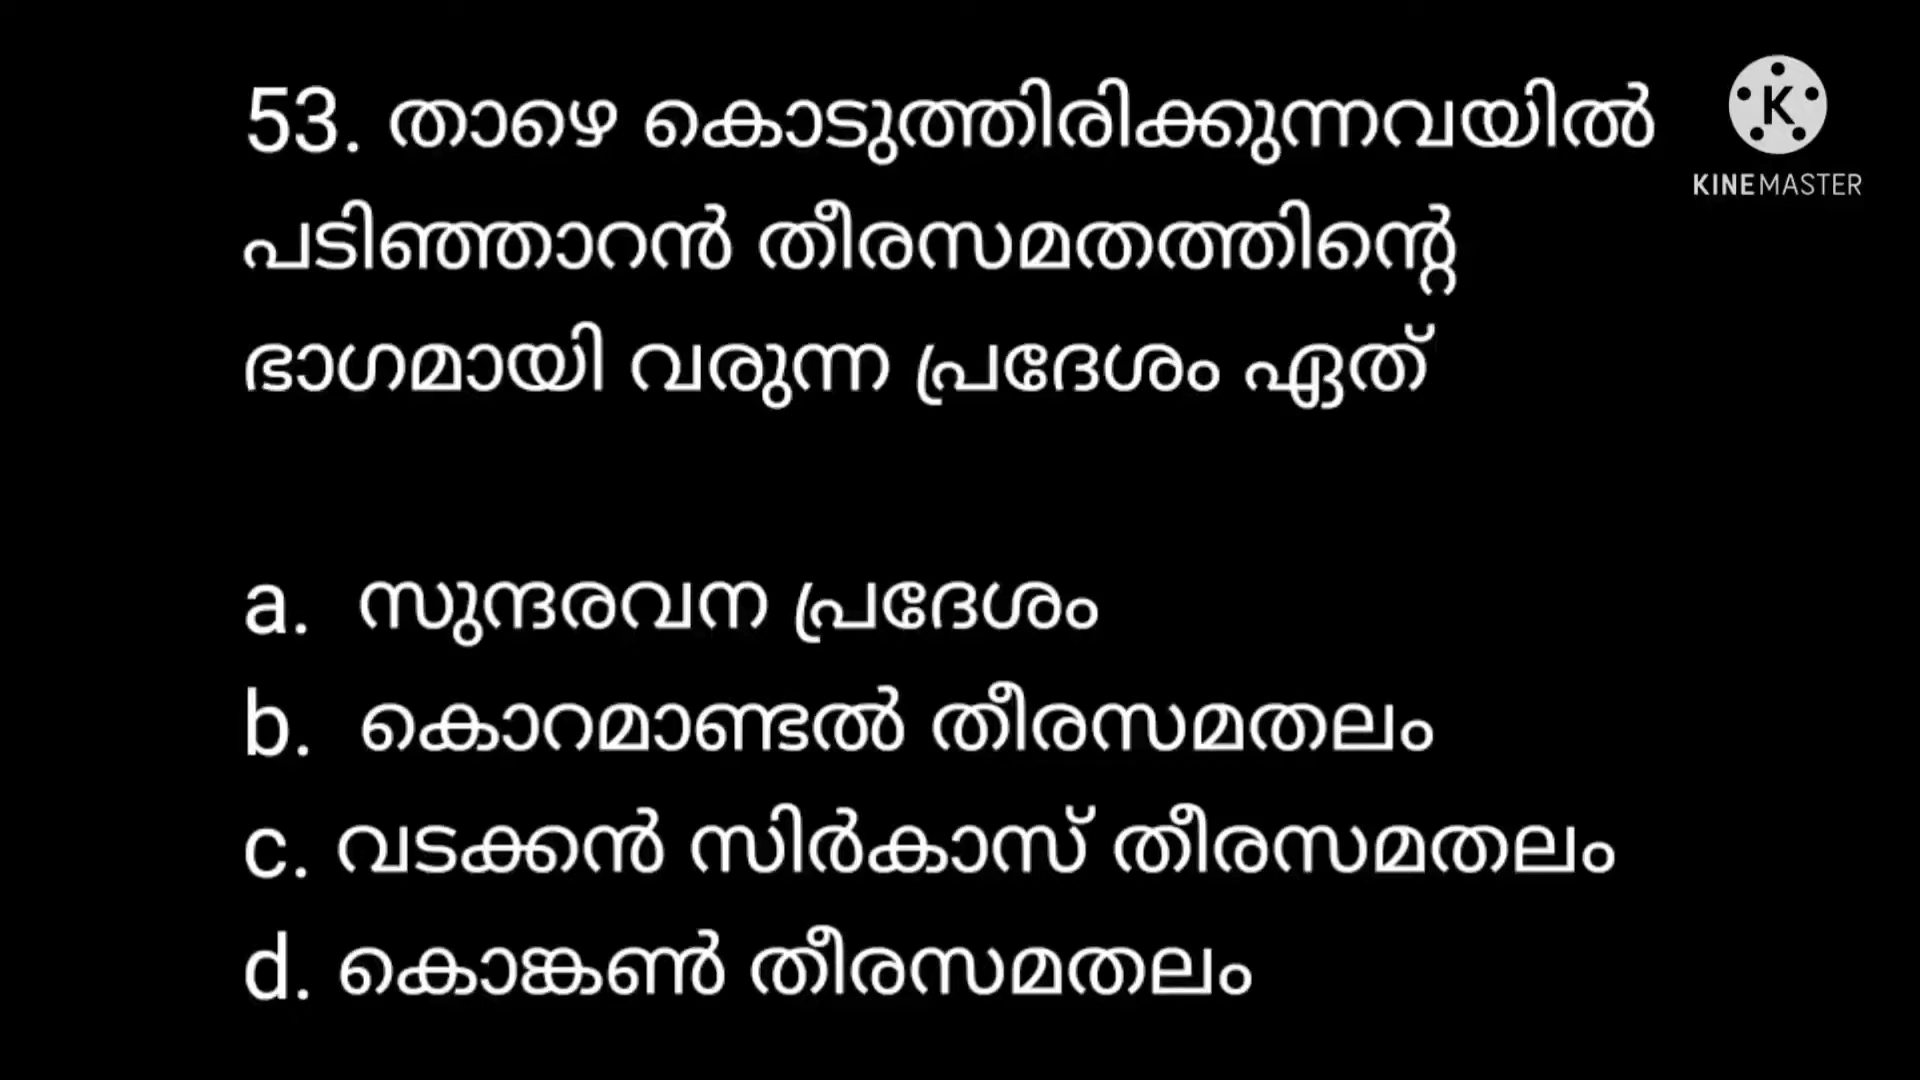 53. താഴെ കൊടുത്തിരിക്കുന്നവയിൽ
പടിഞ്ഞാറൻ തീരസമതത്തിന്റെ
ഭാഗമായി വരുന്ന പ്രദേശം ഏത്
a. സുന്ദരവന പ്രദേശം
b. കൊറമാണ്ടൽ തീരസമതലം
c. വടക്കൻ സിർകാസ് തീരസമതലം
d. കൊങ്കൺ തീരസമതലം
K
KINEMASTER